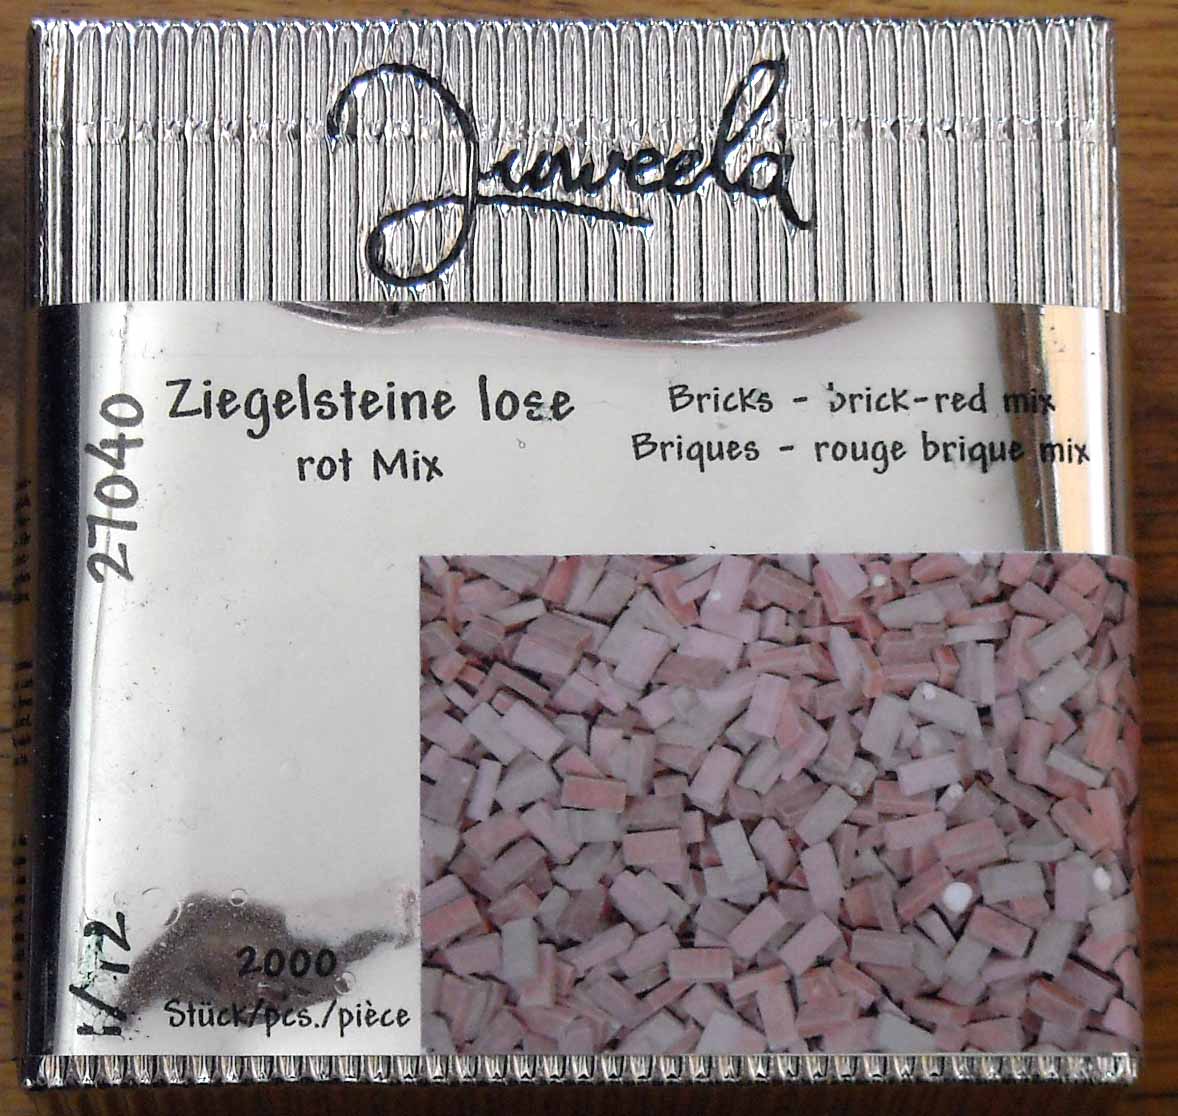 Juweela
Ziegelsteine lose
rot Mix
Bricks - brick-red mix
Briques - rouge brique mix
27040
1/12
2000
Stück/pcs./pièce